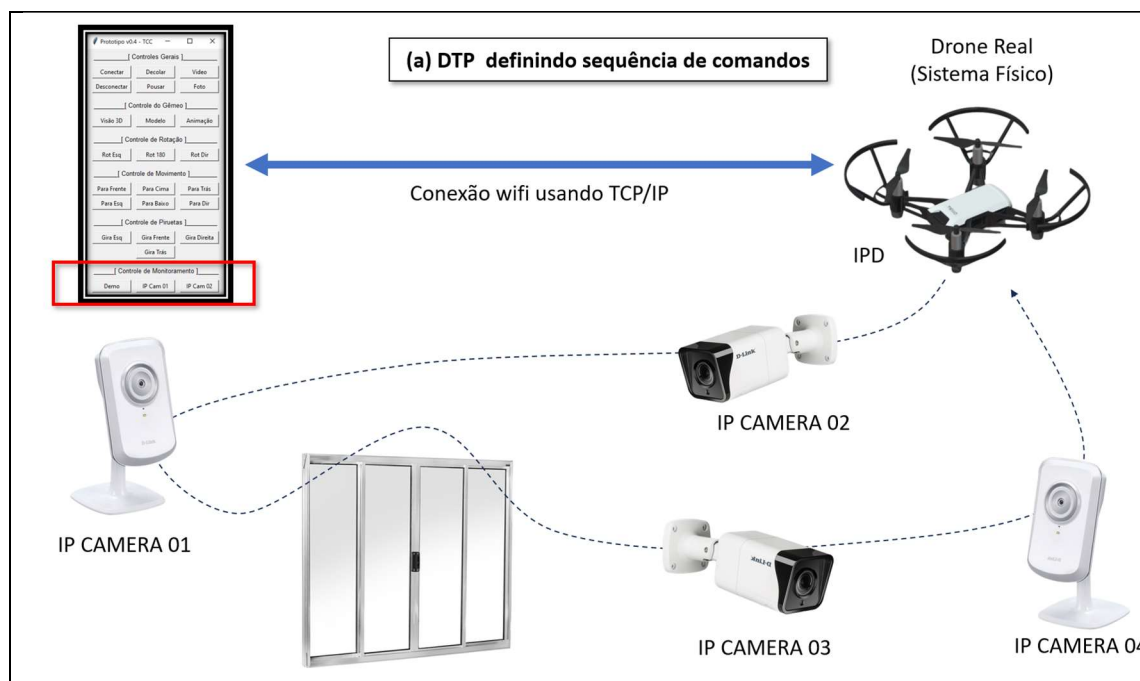 Prototipo v0.4 - TCC
[ Controles Gerais ]
Conectar Decolar Video
Desconectar Pousar Foto
[ Controle do Gêmeo ]
Visão 3D Modelo Animação
[ Controle de Rotação ]
Rot Esq Rot 180 Rot Dir
[ Controle de Movimento ]
Para Frente Para Cima Para Trás
Para Esq Para Baixo Para Dir
[ Controle de Piruetas ]
Gira Esq Gira Frente Gira Direita
Gira Trás
[ Controle de Monitoramento ]
Demo IP Cam 01 IP Cam 02
(a) DTP definindo sequência de comandos
Drone Real
(Sistema Físico)
Conexão wifi usando TCP/IP
IPD
D-Link
IP CAMERA 02
IP CAMERA 01
D-Link
IP CAMERA 03
IP CAMERA 04